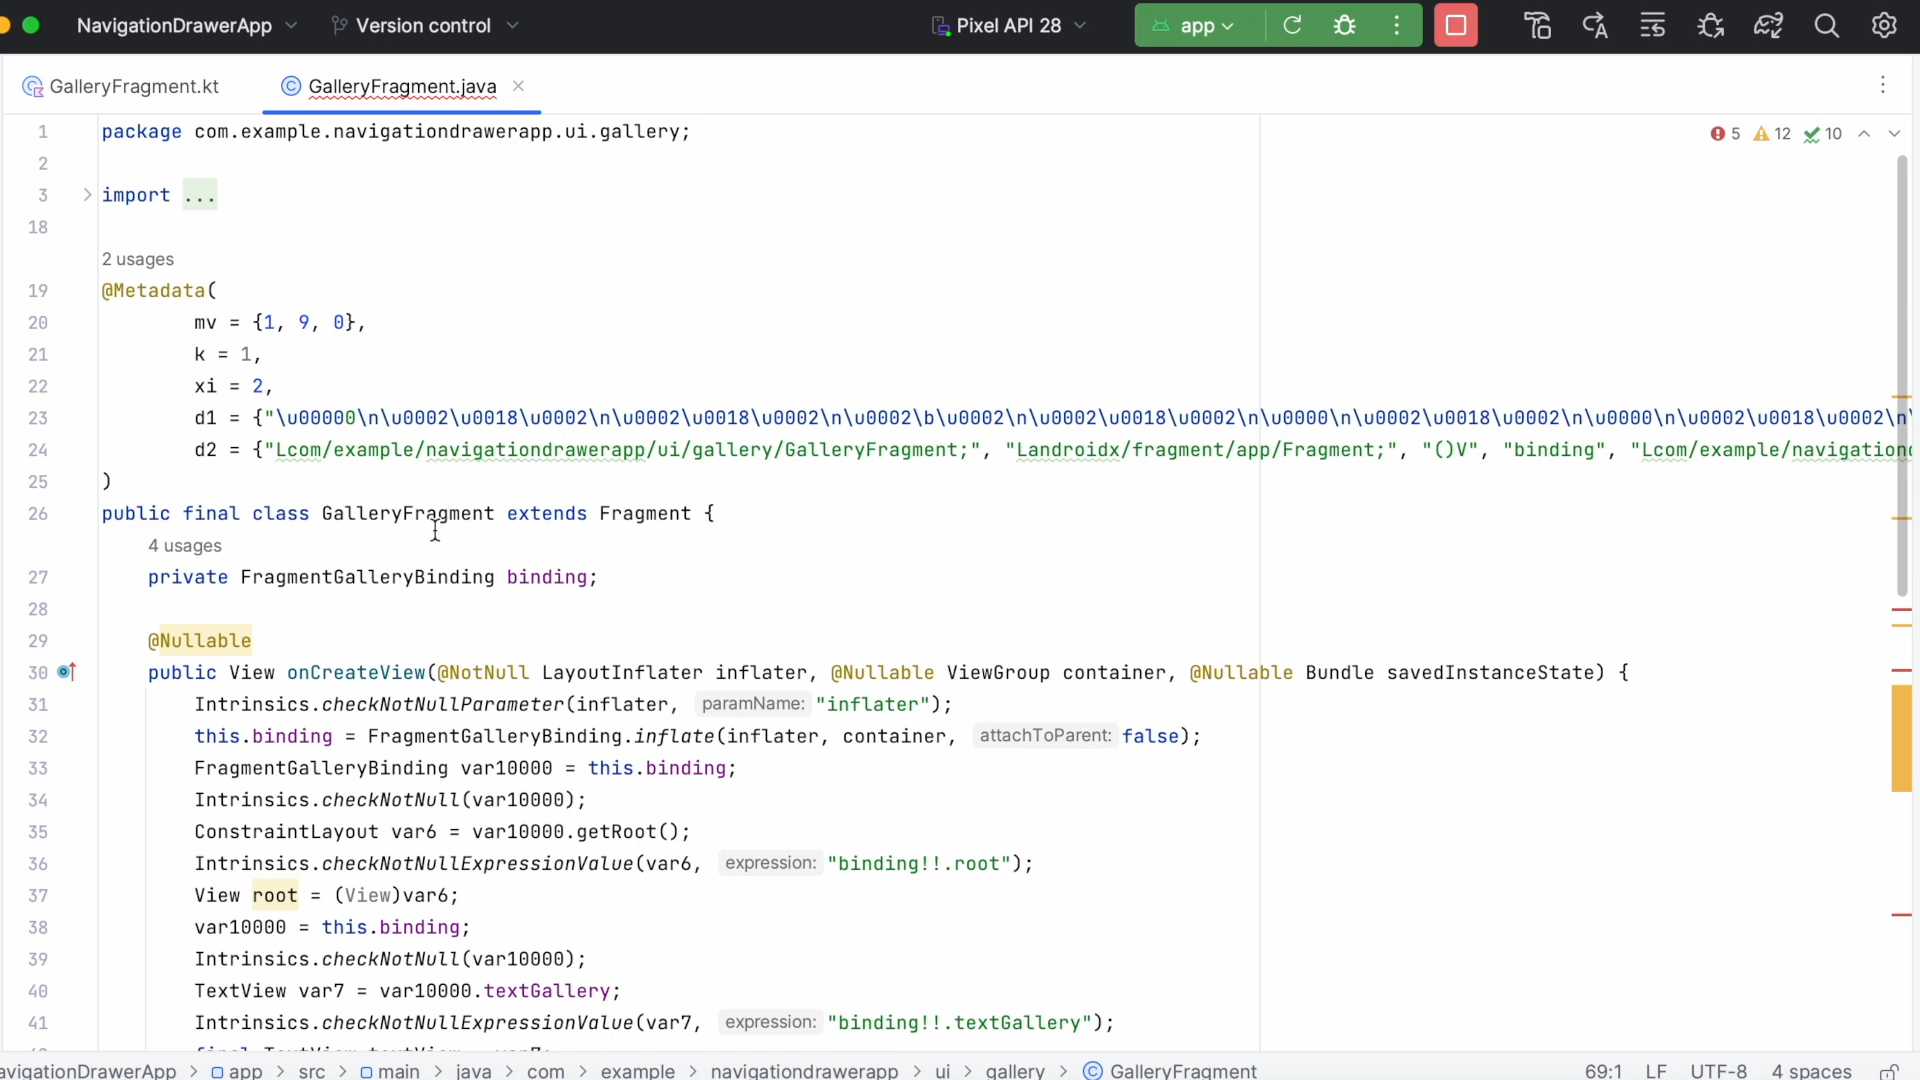 NavigationDrawerApp Version control Pixel API 28 app
GalleryFragment.kt GalleryFragment.java
5 12 10
1 package com.example.navigationdrawerapp.ui.gallery;
2
3 import ...
18
2 usages
19 @Metadata(
20 mv = {1, 9, 0},
21 k = 1,
22 xi = 2,
23 d1 = {"\u00000\n\u0002\u0018\u0002\n\u0002\u0018\u0002\n\u0002\b\u0002\n\u0002\u0018\u0002\n\u0000\n\u0002\u0018\u0002\n\u0000\n\u0002\u0018\u0002\n\
24 d2 = {"Lcom/example/navigationdrawerapp/ui/gallery/GalleryFragment;", "Landroidx/fragment/app/Fragment;", "()V", "binding", "Lcom/example/navigation
25 )
26 public final class GalleryFragment extends Fragment {
4 usages
27 private FragmentGalleryBinding binding;
28
29 @Nullable
30 public View onCreateView(@NotNull LayoutInflater inflater, @Nullable ViewGroup container, @Nullable Bundle savedInstanceState) {
31 Intrinsics.checkNotNullParameter(inflater, paramName: "inflater");
32 this.binding = FragmentGalleryBinding.inflate(inflater, container, attachToParent: false);
33 FragmentGalleryBinding var10000 = this.binding;
34 Intrinsics.checkNotNull(var10000);
35 ConstraintLayout var6 = var10000.getRoot();
36 Intrinsics.checkNotNullExpressionValue(var6, expression: "binding!!.root");
37 View root = (View)var6;
38 var10000 = this.binding;
39 Intrinsics.checkNotNull(var10000);
40 TextView var7 = var10000.textGallery;
41 Intrinsics.checkNotNullExpressionValue(var7, expression: "binding!!.textGallery");
avigationDrawerApp > app > src > main > java > com > example > navigationdrawerapp > ui > gallery > GalleryFragment 69:1 LF UTF-8 4 spaces